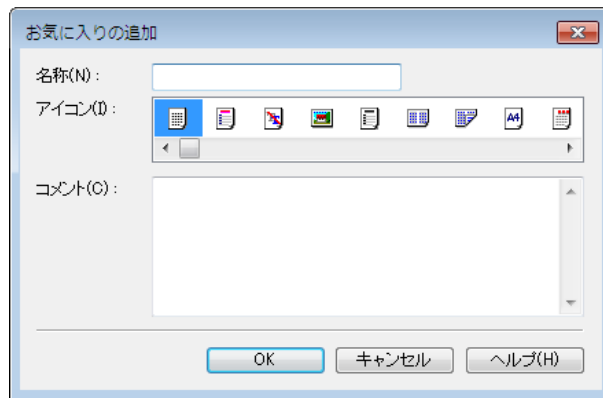 お気に入りの追加
名称(N) :
アイコン(I) :
A4
コメント(C) :
OK キャンセル ヘルプ(H)